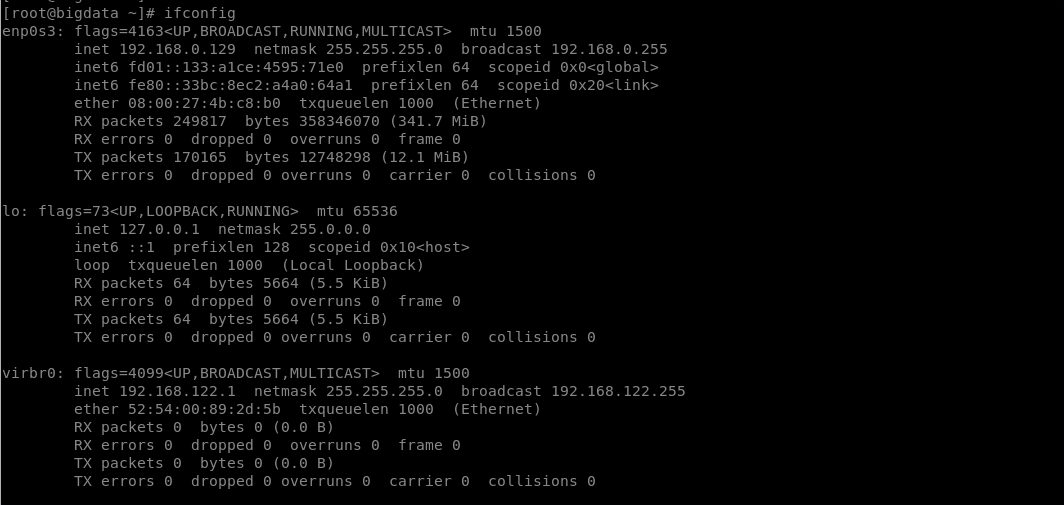 [root@bigdata ~]# ifconfig
enp0s3: flags=4163<UP,BROADCAST,RUNNING,MULTICAST>  mtu 1500
        inet 192.168.0.129  netmask 255.255.255.0  broadcast 192.168.0.255
        inet6 fd01::133:a1ce:4595:71e0  prefixlen 64  scopeid 0x0<global>
        inet6 fe80::33bc:8ec2:a4a0:64a1  prefixlen 64  scopeid 0x20<link>
        ether 08:00:27:4b:c8:b0  txqueuelen 1000  (Ethernet)
        RX packets 249817  bytes 358346070 (341.7 MiB)
        RX errors 0  dropped 0  overruns 0  frame 0
        TX packets 170165  bytes 12748298 (12.1 MiB)
        TX errors 0  dropped 0 overruns 0  carrier 0  collisions 0

lo: flags=73<UP,LOOPBACK,RUNNING>  mtu 65536
        inet 127.0.0.1  netmask 255.0.0.0
        inet6 ::1  prefixlen 128  scopeid 0x10<host>
        loop  txqueuelen 1000  (Local Loopback)
        RX packets 64  bytes 5664 (5.5 KiB)
        RX errors 0  dropped 0  overruns 0  frame 0
        TX packets 64  bytes 5664 (5.5 KiB)
        TX errors 0  dropped 0 overruns 0  carrier 0  collisions 0

virbr0: flags=4099<UP,BROADCAST,MULTICAST>  mtu 1500
        inet 192.168.122.1  netmask 255.255.255.0  broadcast 192.168.122.255
        ether 52:54:00:89:2d:5b  txqueuelen 1000  (Ethernet)
        RX packets 0  bytes 0 (0.0 B)
        RX errors 0  dropped 0  overruns 0  frame 0
        TX packets 0  bytes 0 (0.0 B)
        TX errors 0  dropped 0 overruns 0  carrier 0  collisions 0